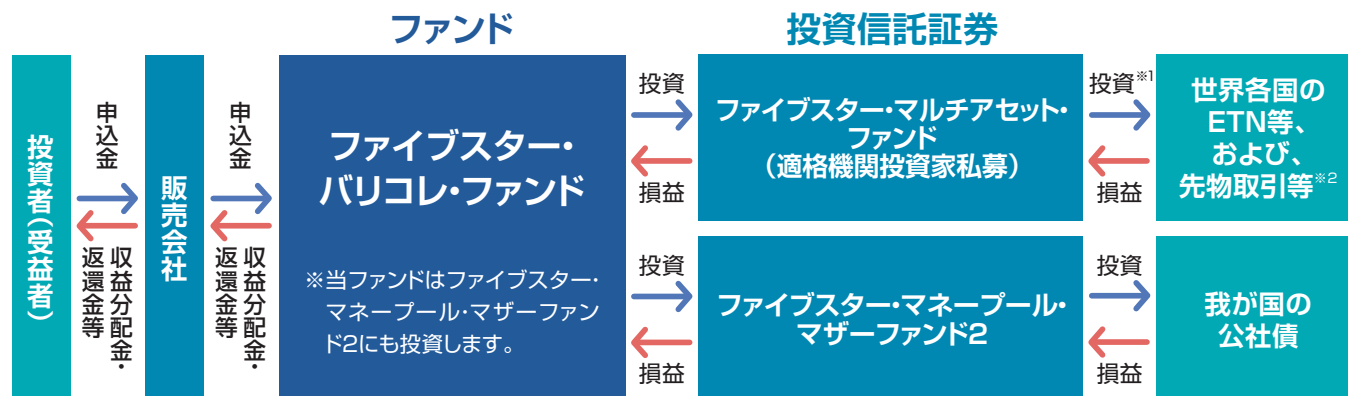 ファンド
投資信託証券
投資者(受益者)
申込金
収益分配金・
返還金等
販売会社
申込金
収益分配金・
返還金等
ファイブスター・
バリコレ・ファンド
※当ファンドはファイブスター・
マネープール・マザーファン
ド2にも投資します。
投資
損益
ファイブスター・マルチアセット・
ファンド
(適格機関投資家私募)
投資※1
損益
世界各国の
ETN等、
および、
先物取引等※2
投資
損益
ファイブスター・マネープール・
マザーファンド2
投資
損益
我が国の
公社債